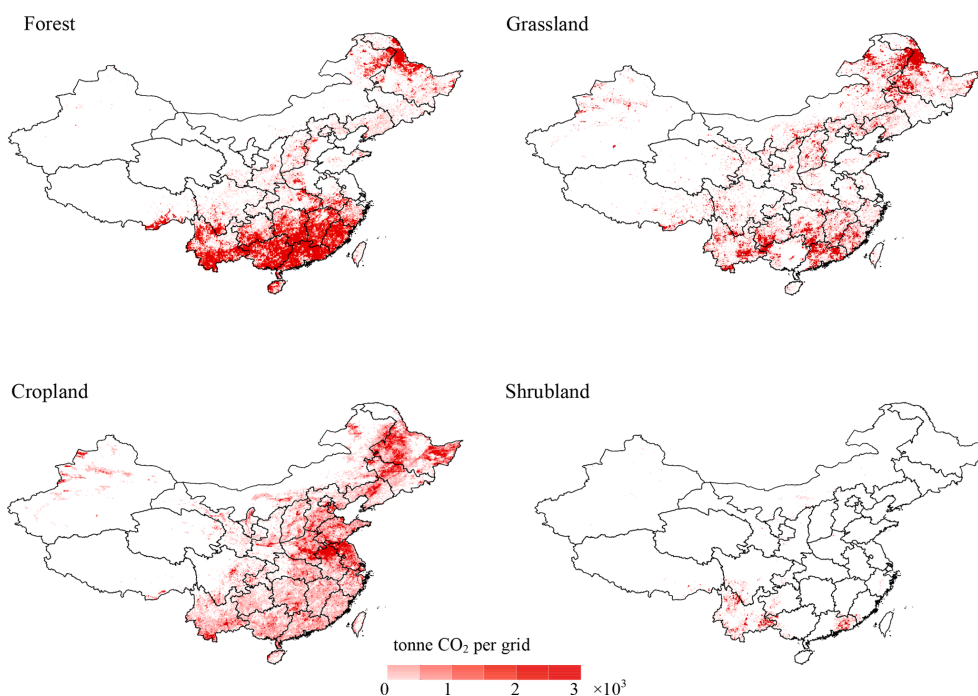 Forest
Grassland
Cropland
Shrubland
tonne CO₂ per grid
0 1 2 3 ×10³